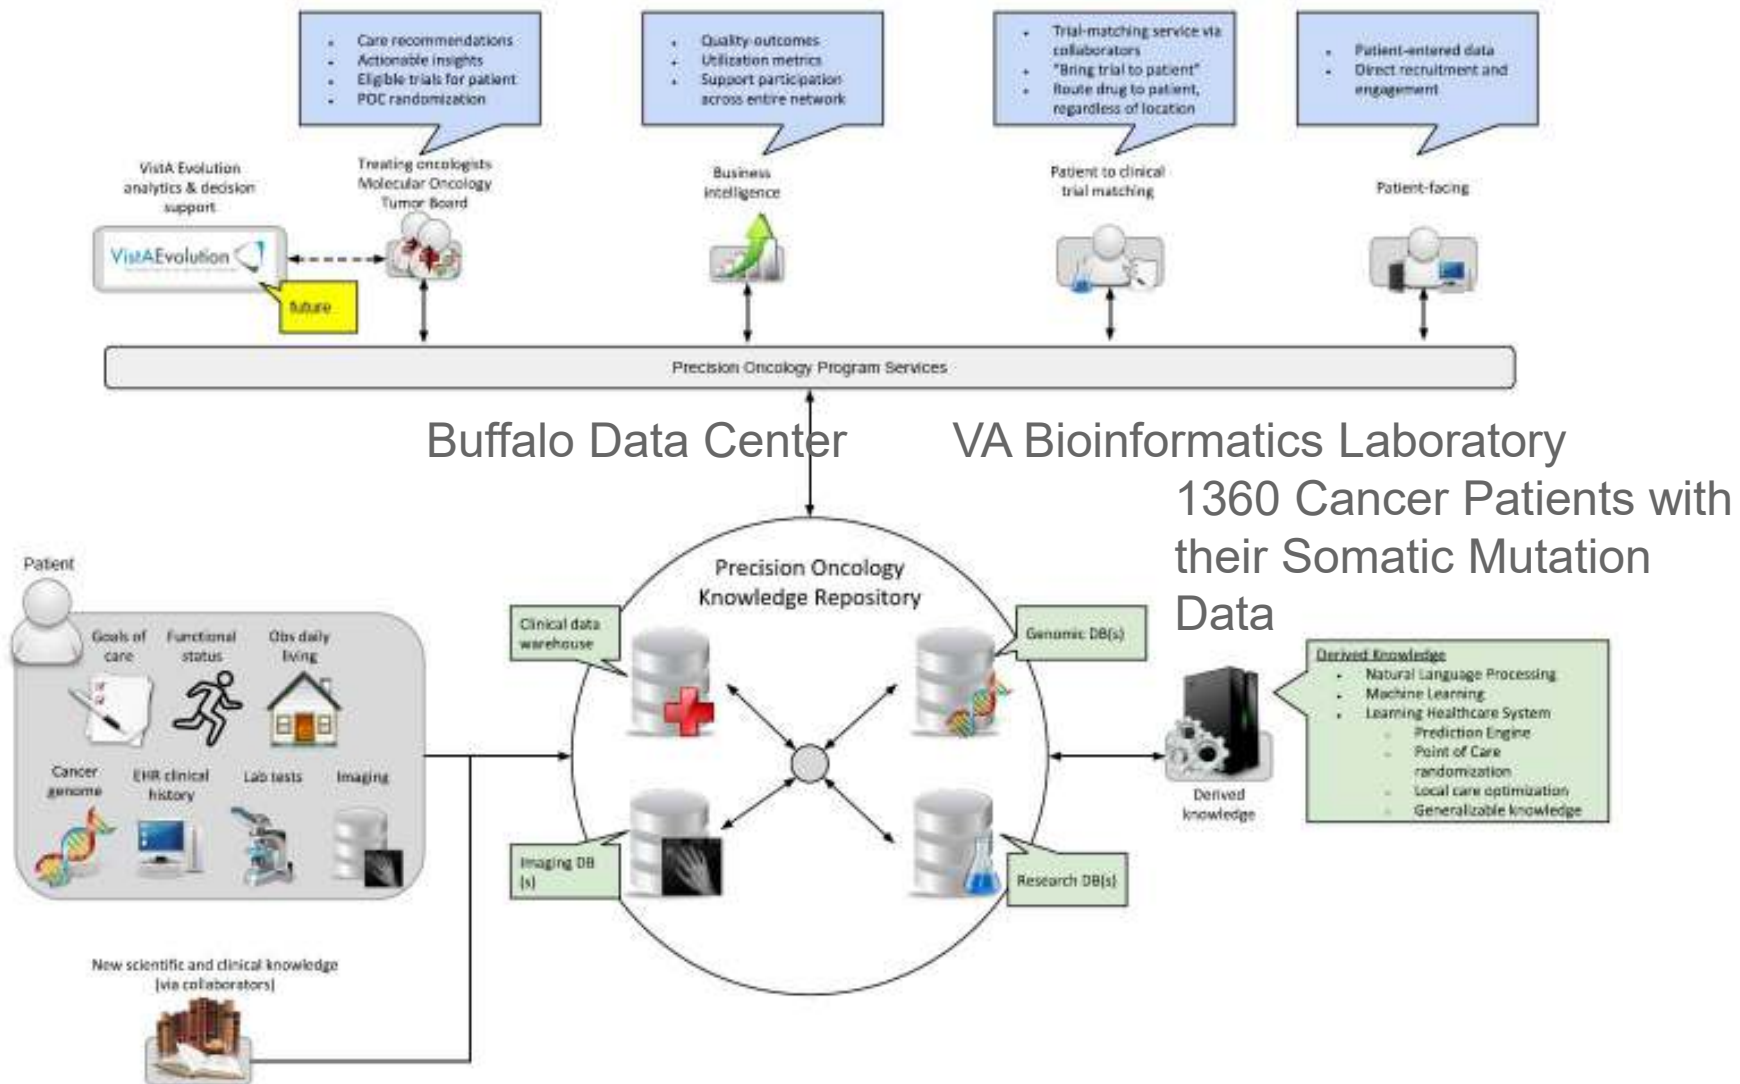 Care recommendations
Actionable insights
Eligible trials for patient
POC randomization
Quality-outcomes
Utilization metrics
Support participation
across entire network
Trial-matching service via
collaborators
"Bring trial to patient"
Route drug to patient,
regardless of location
Patient-entered data
Direct recruitment and
engagement
VistA Evolution
analytics & decision
support
VistAEvolution
future
Treating oncologists
Molecular Oncology
Tumor Board
Business
intelligence
Patient to clinical
trial matching
Patient-facing
Precision Oncology Program Services
Buffalo Data Center
VA Bioinformatics Laboratory
1360 Cancer Patients with
their Somatic Mutation
Data
Patient
Goals of
care
Functional
status
Obs daily
living
Cancer
genome
EHR clinical
history
Lab tests
Imaging
New scientific and clinical knowledge
(via collaborators)
Precision Oncology
Knowledge Repository
Clinical data
warehouse
Genomic DB(s)
Imaging DB
(s)
Research DB(s)
Derived
knowledge
Derived Knowledge
Natural Language Processing
Machine Learning
Learning Healthcare System
Prediction Engine
Point of Care
randomization
Local care optimization
Generalizable knowledge